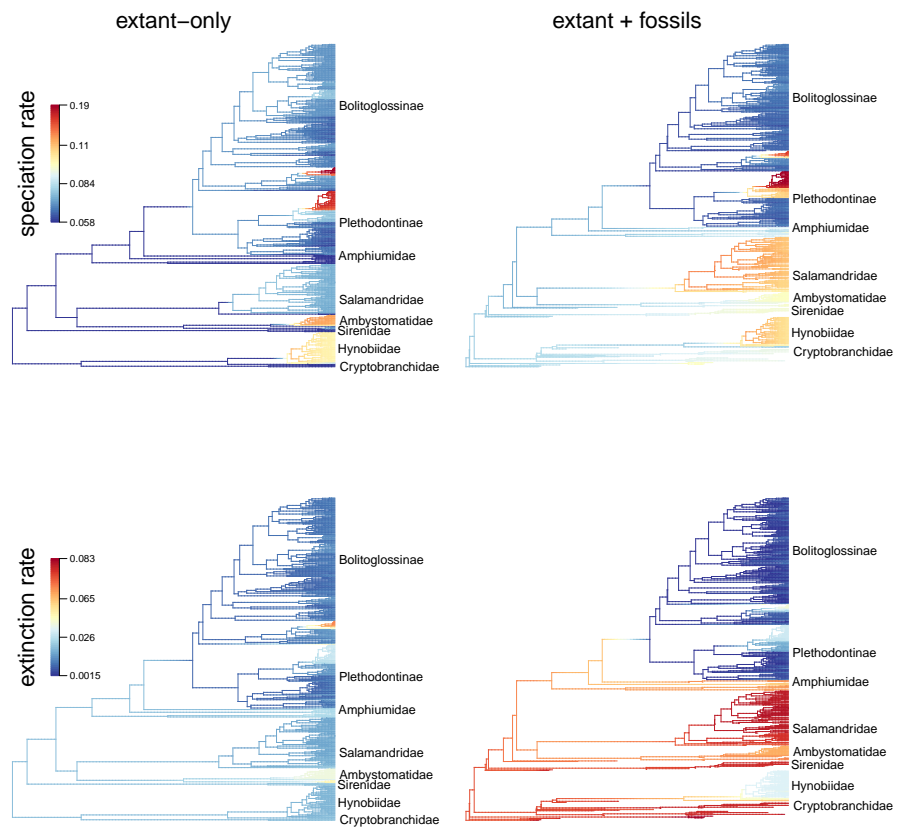 extant−only
extant + fossils
speciation rate
0.19
0.11
0.084
0.058
Bolitoglossinae
Plethodontinae
Amphiumidae
Salamandridae
Ambystomatidae
Sirenidae
Hynobiidae
Cryptobranchidae
Bolitoglossinae
Plethodontinae
Amphiumidae
Salamandridae
Ambystomatidae
Sirenidae
Hynobiidae
Cryptobranchidae
extinction rate
0.083
0.065
0.026
0.0015
Bolitoglossinae
Plethodontinae
Amphiumidae
Salamandridae
Ambystomatidae
Sirenidae
Hynobiidae
Cryptobranchidae
Bolitoglossinae
Plethodontinae
Amphiumidae
Salamandridae
Ambystomatidae
Sirenidae
Hynobiidae
Cryptobranchidae